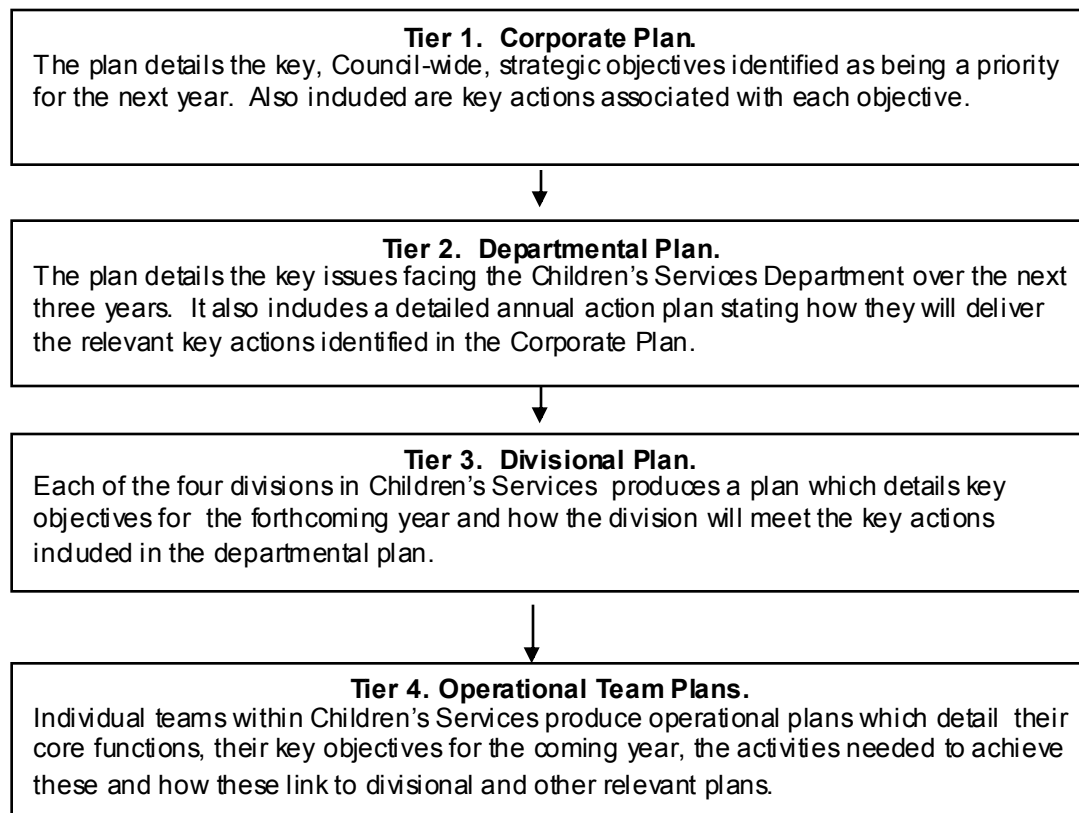 Tier 1. Corporate Plan.
The plan details the key, Council-wide, strategic objectives identified as being a priority
for the next year. Also included are key actions associated with each objective.
Tier 2. Departmental Plan.
The plan details the key issues facing the Children's Services Department over the next
three years. It also includes a detailed annual action plan stating how they will deliver
the relevant key actions identified in the Corporate Plan.
Tier 3. Divisional Plan.
Each of the four divisions in Children's Services produces a plan which details key
objectives for the forthcoming year and how the division will meet the key actions
included in the departmental plan.
Tier 4. Operational Team Plans.
Individual teams within Children's Services produce operational plans which detail their
core functions, their key objectives for the coming year, the activities needed to achieve
these and how these link to divisional and other relevant plans.